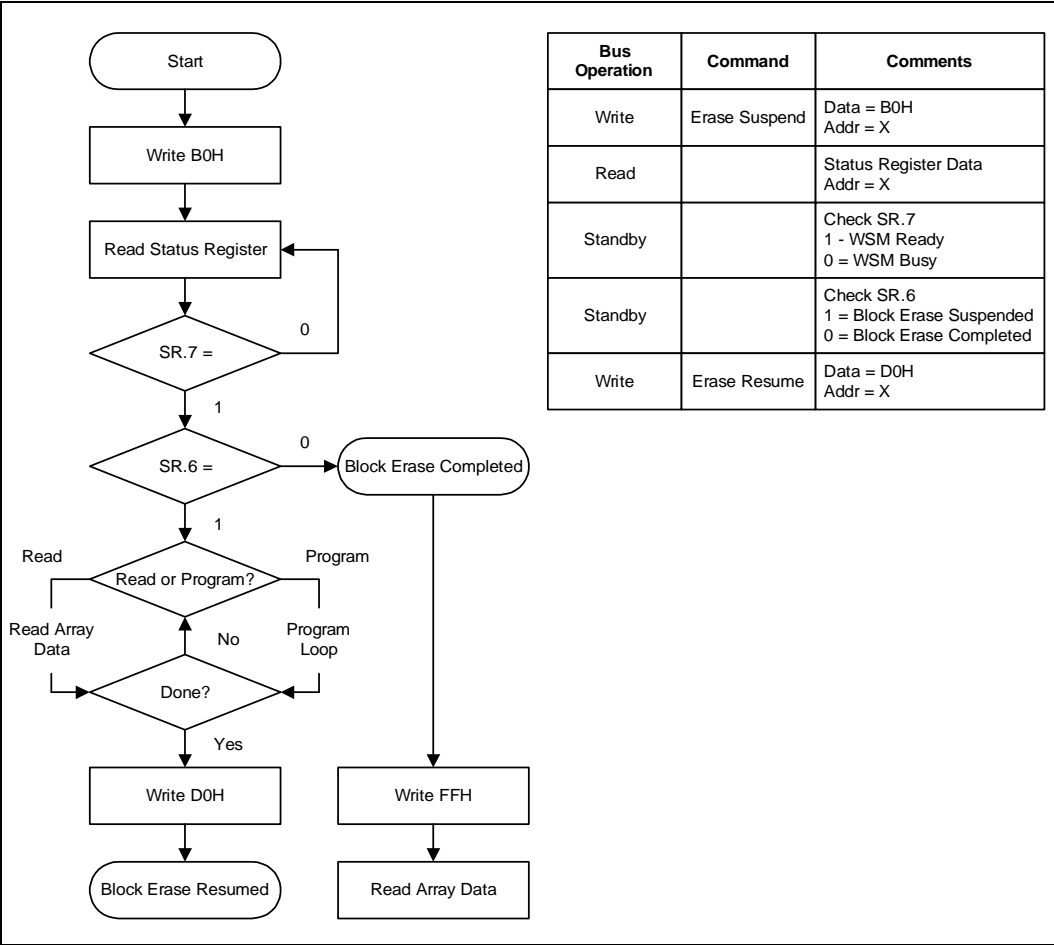 Start
Write B0H
Read Status Register
SR.7 =
0
1
SR.6 =
0
Block Erase Completed
1
Read
Program
Read or Program?
Read Array
Data
No
Program
Loop
Done?
Yes
Write D0H
Write FFH
Block Erase Resumed
Read Array Data
Bus
Operation
Command
Comments
Write
Erase Suspend
Data = B0H
Addr = X
Read
Status Register Data
Addr = X
Standby
Check SR.7
1 - WSM Ready
0 = WSM Busy
Standby
Check SR.6
1 = Block Erase Suspended
0 = Block Erase Completed
Write
Erase Resume
Data = D0H
Addr = X